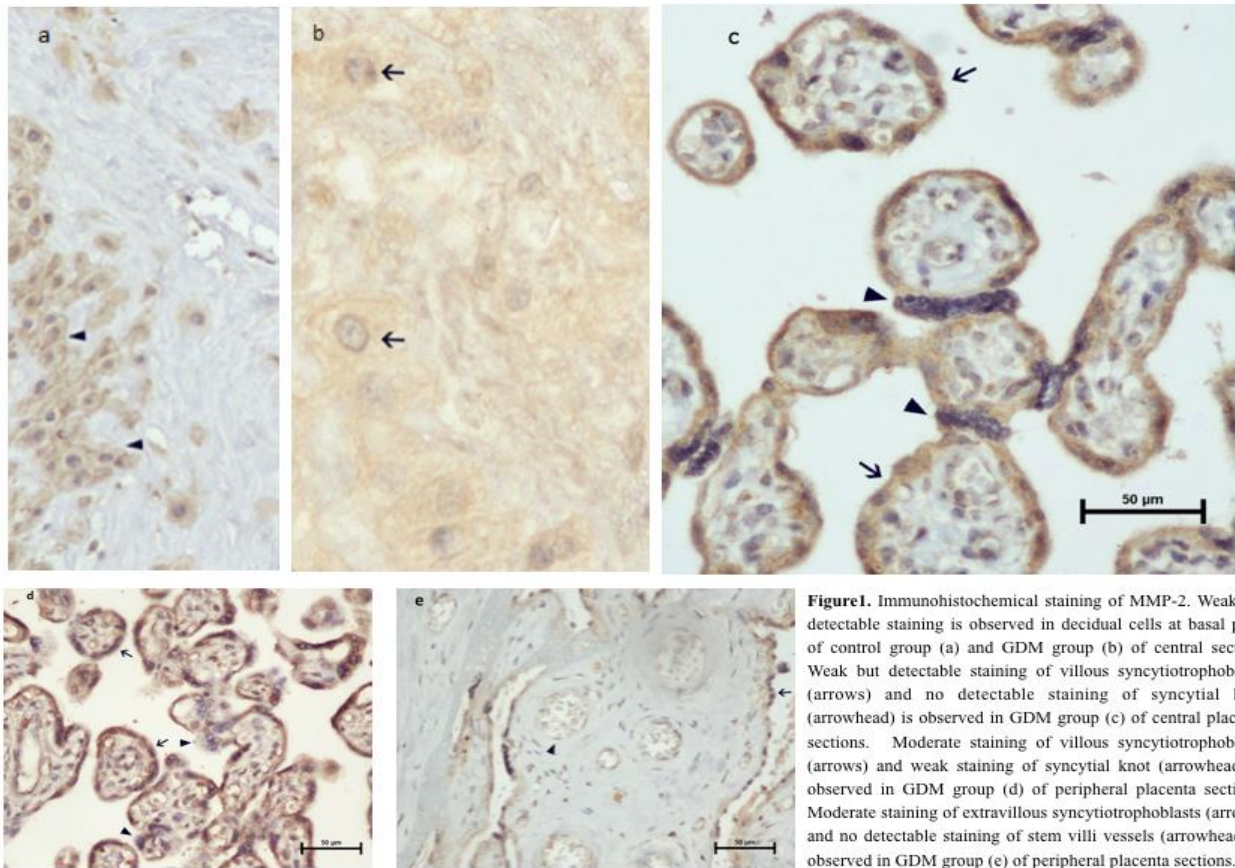 a
b
c
50 µm
d
50 µm
e
50 µm
Figure1. Immunohistochemical staining of MMP-2. Weak
detectable staining is observed in decidual cells at basal p
of control group (a) and GDM group (b) of central sec
Weak but detectable staining of villous syncytiotrophob
(arrows) and no detectable staining of syncytial
(arrowhead) is observed in GDM group (c) of central plac
sections. Moderate staining of villous syncytiotrophob
(arrows) and weak staining of syncytial knot (arrowhead
observed in GDM group (d) of peripheral placenta secti
Moderate staining of extravillous syncytiotrophoblasts (arro
and no detectable staining of stem villi vessels (arrowhead
observed in GDM group (e) of peripheral placenta sections.